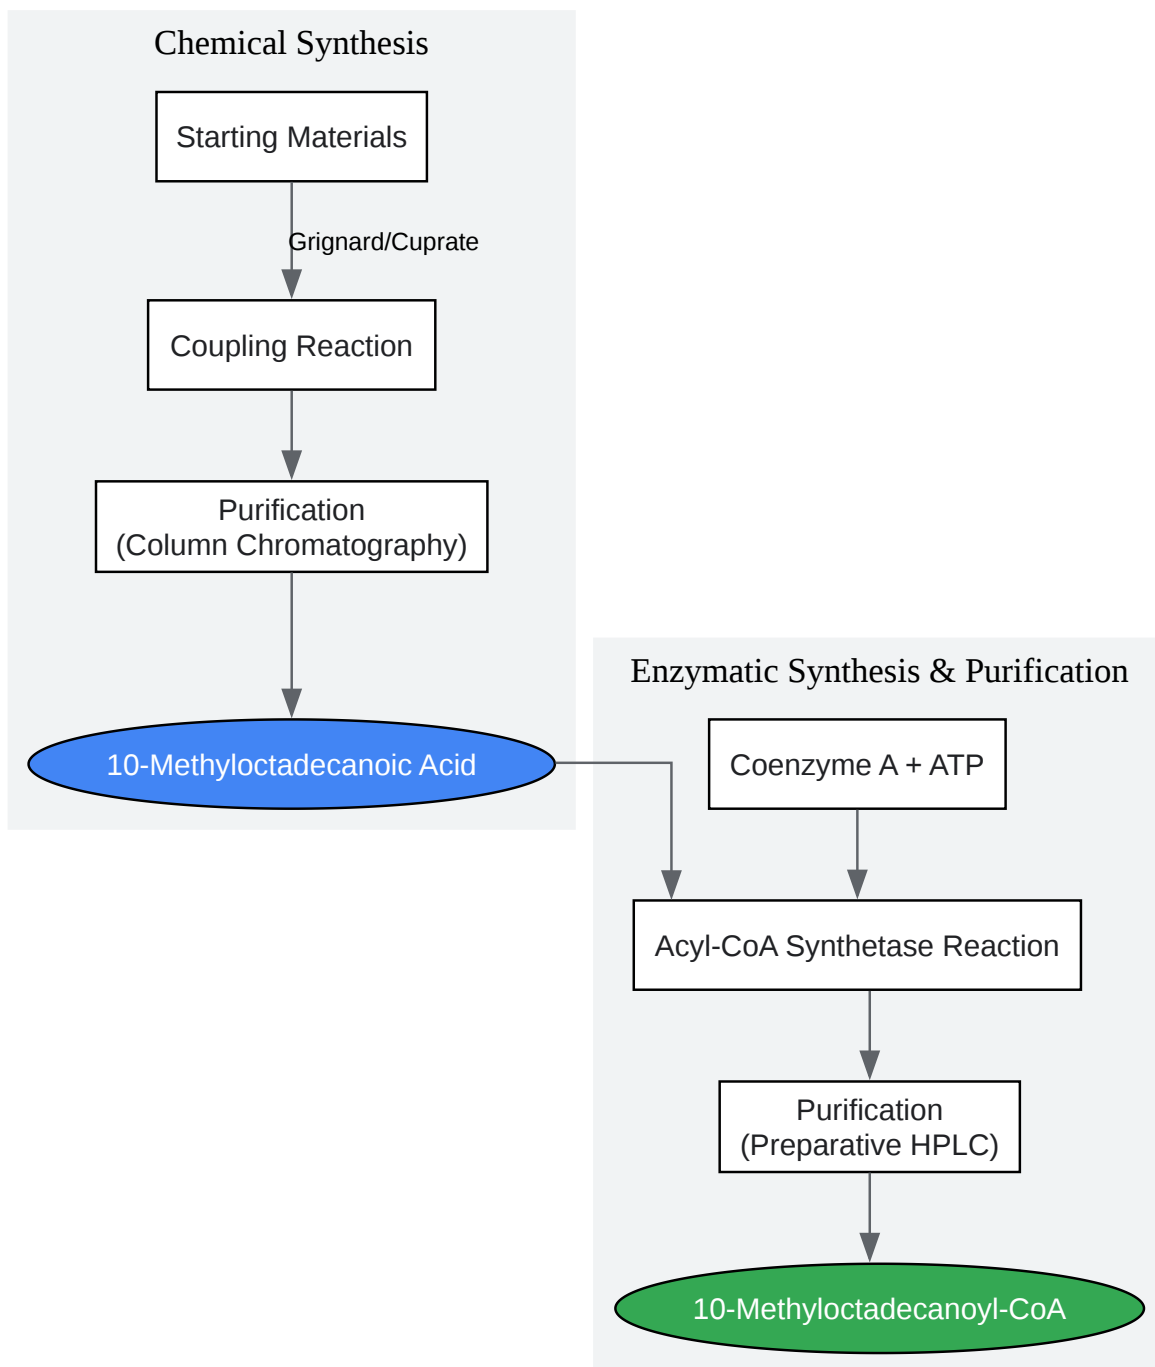 Chemical Synthesis
Starting Materials
Grignard/Cuprate
Coupling Reaction
Purification
(Column Chromatography)
10-Methyloctadecanoic Acid
Enzymatic Synthesis & Purification
Coenzyme A + ATP
Acyl-CoA Synthetase Reaction
Purification
(Preparative HPLC)
10-Methyloctadecanoyl-CoA